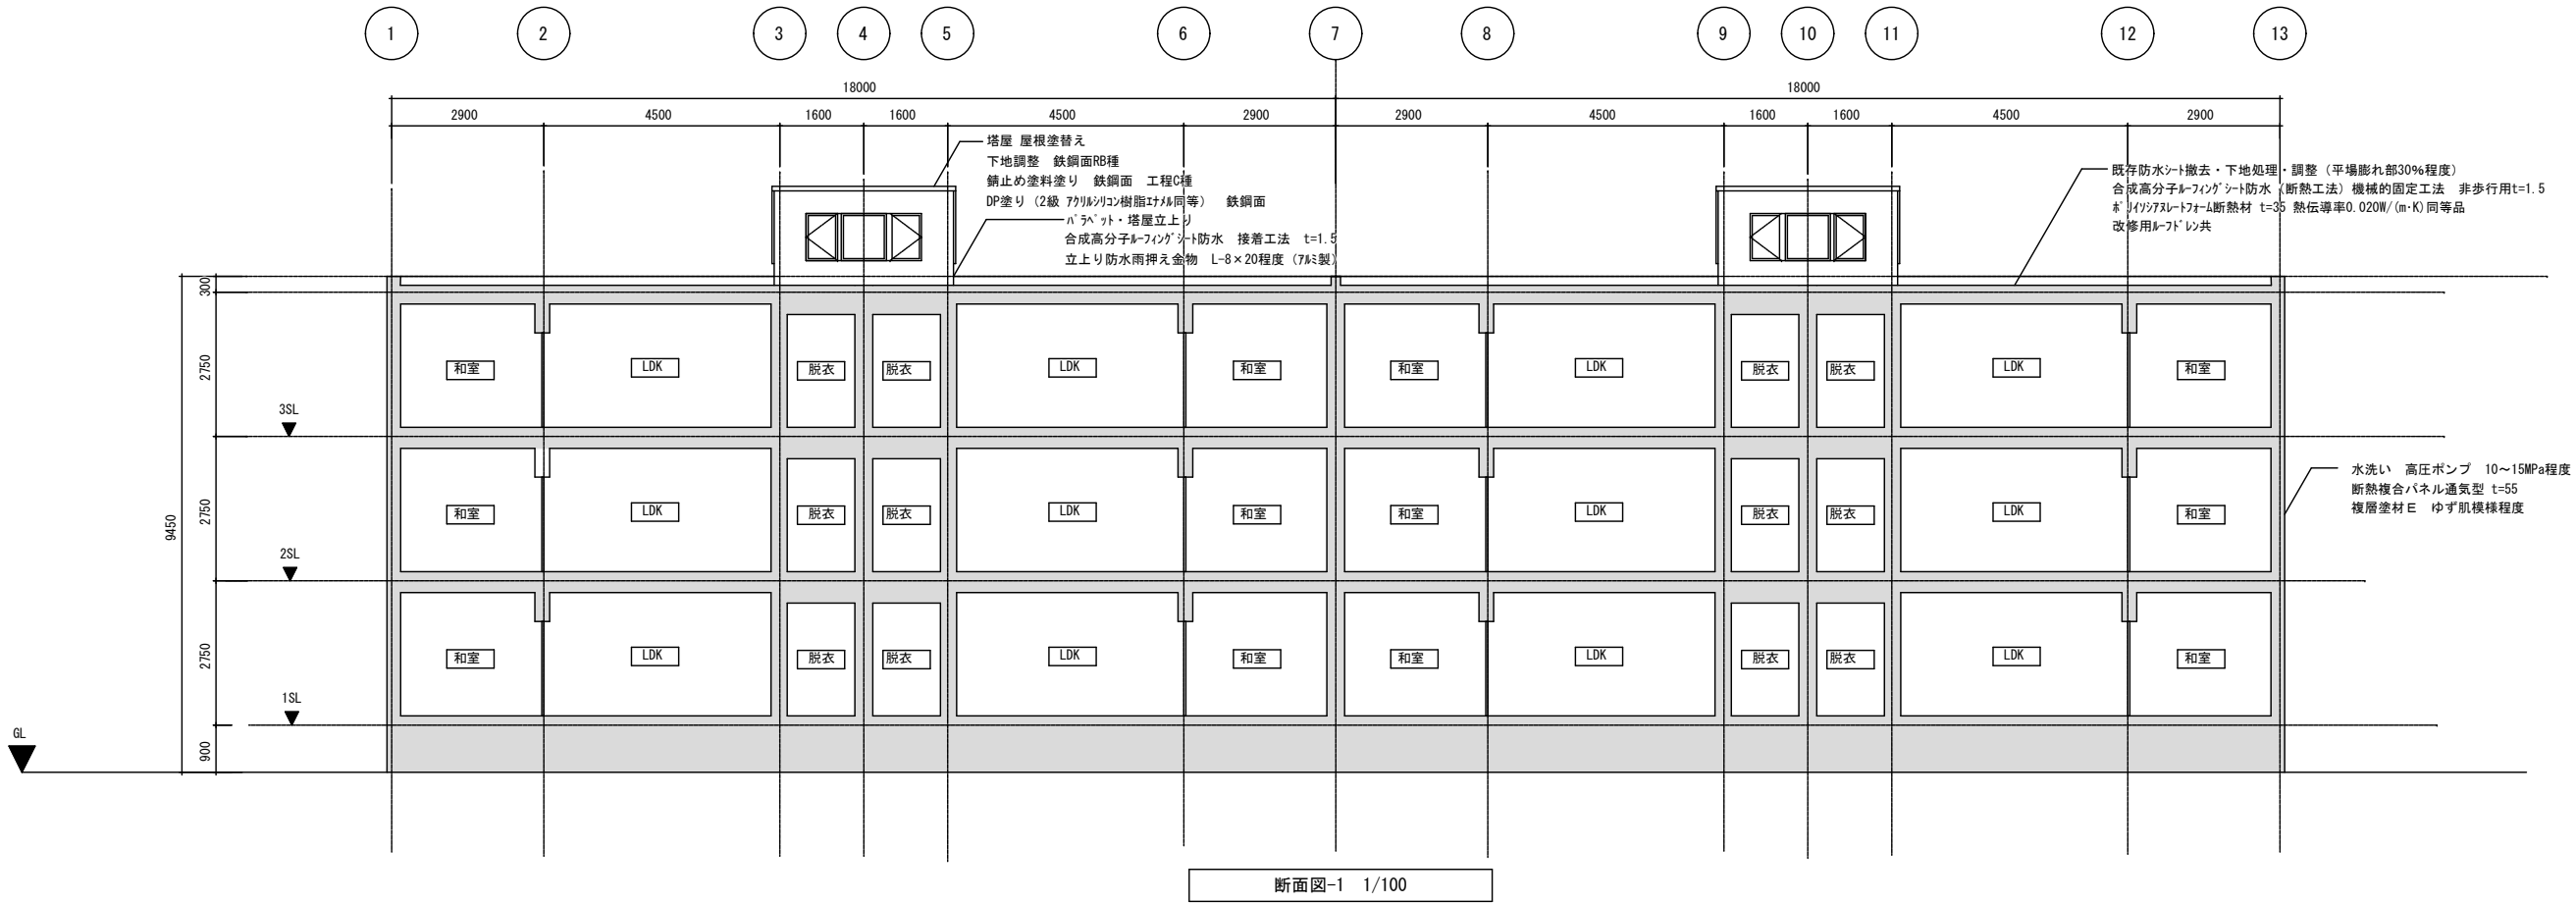 1 2 3 4 5 6 7 8 9 10 11 12 13
18000 18000
2900 4500 1600 1600 4500 2900 2900 4500 1600 1600 4500 2900
塔屋 屋根塗替え
下地調整 鉄鋼面RB種
錆止め塗料塗り 鉄鋼面 工程C種
DP塗り（2級 ｱｸﾘﾙｼﾘｺﾝ樹脂ｴﾅﾒﾙ同等） 鉄鋼面
ﾊﾟﾗﾍﾟｯﾄ・塔屋立上り
合成高分子ﾙｰﾌｨﾝｸﾞｼｰﾄ防水 接着工法 t=1.5
立上り防水雨押え金物 L-8×20程度（ｱﾙﾐ製）
既存防水ｼｰﾄ撤去・下地処理・調整（平場膨れ部30%程度）
合成高分子ﾙｰﾌｨﾝｸﾞｼｰﾄ防水（断熱工法）機械的固定工法 非歩行用t=1.5
ﾎﾟﾘｲｿｼｱﾇﾚｰﾄﾌｫｰﾑ断熱材 t=35 熱伝導率0.020W/(m・K)同等品
改修用ﾙｰﾌﾄﾞﾚﾝ共
300
2750
和室 LDK 脱衣 脱衣 LDK 和室 和室 LDK 脱衣 脱衣 LDK 和室
3SL
水洗い 高圧ポンプ 10～15MPa程度
断熱複合パネル通気型 t=55
複層塗材Ｅ ゆず肌模様程度
9450
2750
和室 LDK 脱衣 脱衣 LDK 和室 和室 LDK 脱衣 脱衣 LDK 和室
2SL
2750
和室 LDK 脱衣 脱衣 LDK 和室 和室 LDK 脱衣 脱衣 LDK 和室
1SL
GL
900
断面図-1 1/100